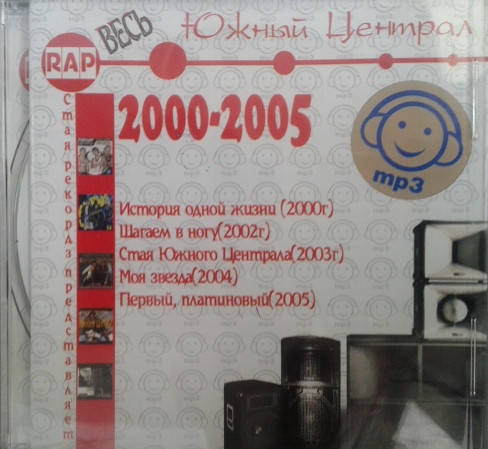 RAP
ВЕСЬ
Южный Централ
2000-2005
mp3
История одной жизни (2000г)
Шагаем в ногу(2002г)
Стая Южного Централа(2003г)
Моя звезда(2004)
Первый, платиновый(2005)
Стая рекордз представляет